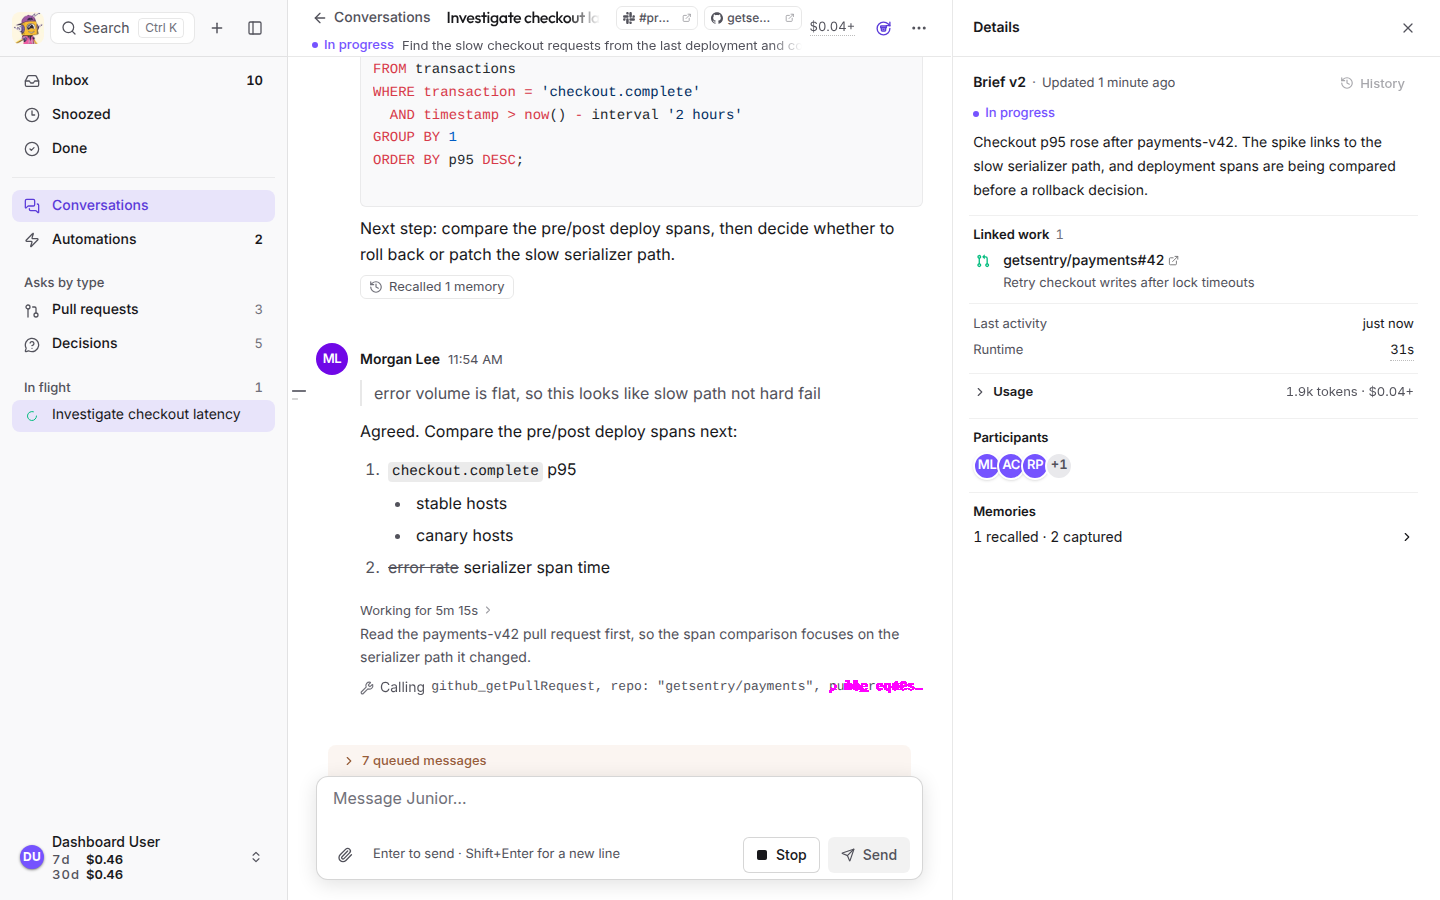 Search Ctrl K
Inbox 10
Snoozed
Done
Conversations
Automations 2
Asks by type
Pull requests 3
Decisions 5
In flight 1
Investigate checkout latency
DU
Dashboard User
7d $0.46
30d $0.46
Conversations Investigate checkout #pr... getse... $0.04+
In progress Find the slow checkout requests from the last deployment and
FROM transactions
WHERE transaction = 'checkout.complete'
AND timestamp > now() - interval '2 hours'
GROUP BY 1
ORDER BY p95 DESC;
Next step: compare the pre/post deploy spans, then decide whether to
roll back or patch the slow serializer path.
Recalled 1 memory
ML Morgan Lee 11:54 AM
error volume is flat, so this looks like slow path not hard fail
Agreed. Compare the pre/post deploy spans next:
1. checkout.complete p95
• stable hosts
• canary hosts
2. error rate serializer span time
Working for 5m 15s
Read the payments-v42 pull request first, so the span comparison focuses on the
serializer path it changed.
Calling github_getPullRequest, repo: "getsentry/payments",
7 queued messages
Message Junior...
Enter to send · Shift+Enter for a new line
Stop Send
Details
Brief v2 · Updated 1 minute ago History
In progress
Checkout p95 rose after payments-v42. The spike links to the
slow serializer path, and deployment spans are being compared
before a rollback decision.
Linked work 1
getsentry/payments#42
Retry checkout writes after lock timeouts
Last activity just now
Runtime 31s
Usage 1.9k tokens · $0.04+
Participants
ML AC RP +1
Memories
1 recalled · 2 captured